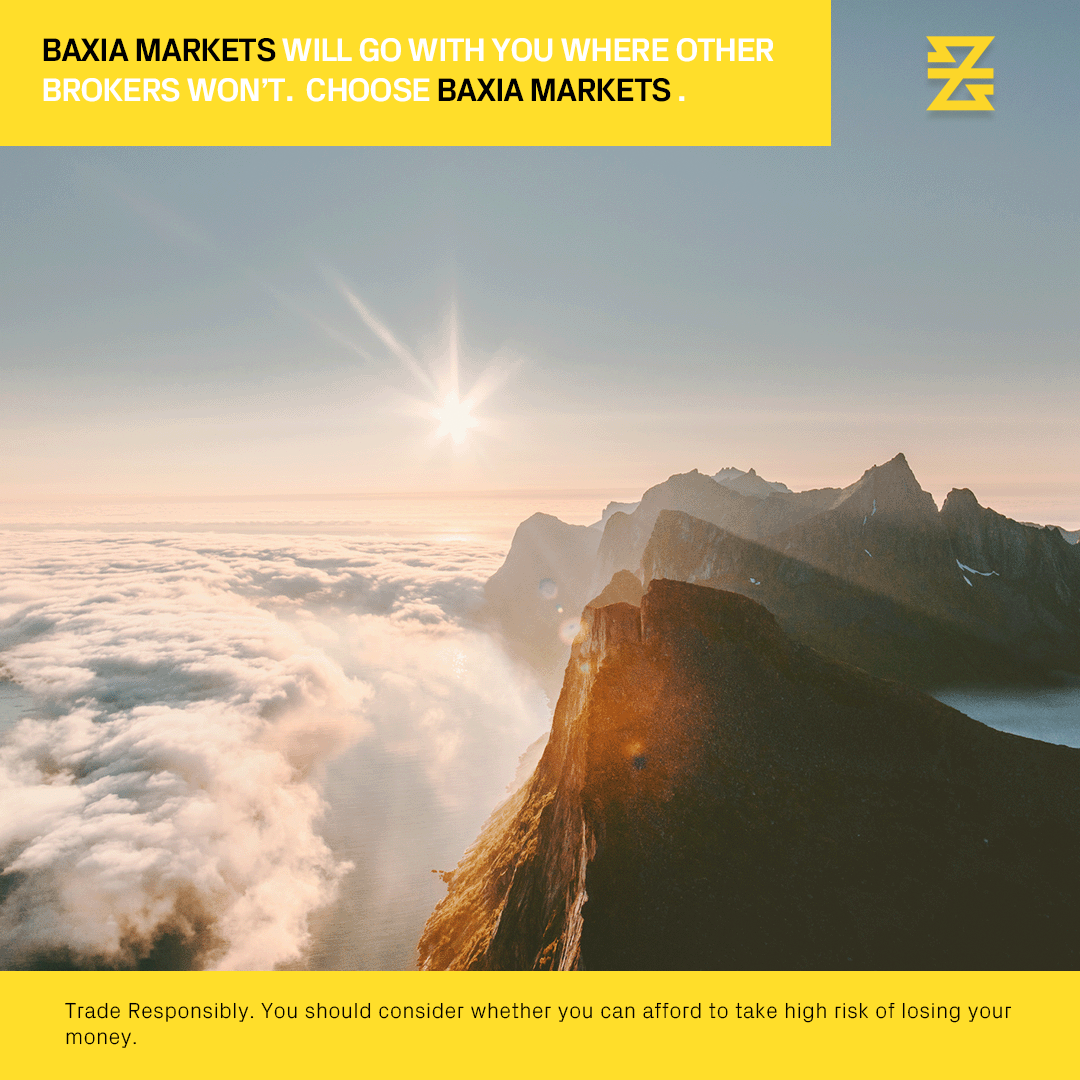 BAXIA MARKETS WILL GO WITH YOU WHERE OTHER
BROKERS WON'T. CHOOSE BAXIA MARKETS .
Trade Responsibly. You should consider whether you can afford to take high risk of losing your
money.